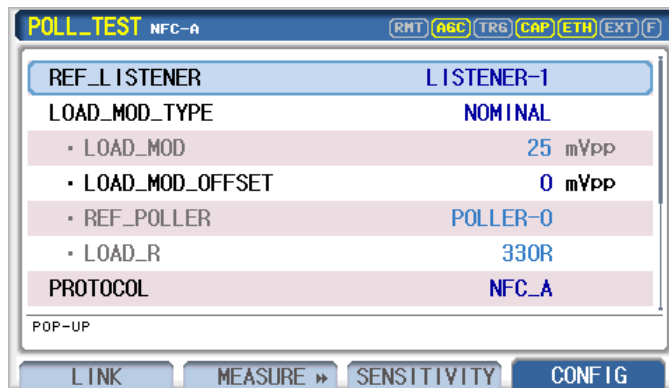 POLL_TEST NFC-A RMT AGC TRG CAP ETH EXT F
REF_LISTENER LISTENER-1
LOAD_MOD_TYPE NOMINAL
· LOAD_MOD 25 mVpp
· LOAD_MOD_OFFSET 0 mVpp
· REF_POLLER POLLER-0
· LOAD_R 330R
PROTOCOL NFC_A
POP-UP
LINK MEASURE » SENSITIVITY CONFIG